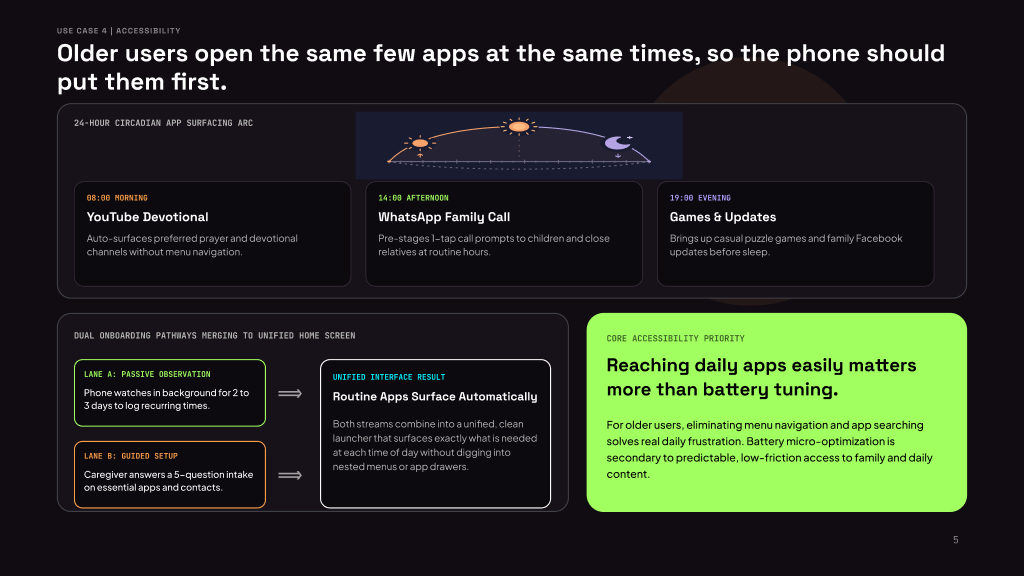 USE CASE 4 | ACCESSIBILITY
Older users open the same few apps at the same times, so the phone should
put them first.
24-HOUR CIRCADIAN APP SURFACING ARC
08:00 MORNING
YouTube Devotional
Auto-surfaces preferred prayer and devotional
channels without menu navigation.
14:00 AFTERNOON
WhatsApp Family Call
Pre-stages 1-tap call prompts to children and close
relatives at routine hours.
19:00 EVENING
Games & Updates
Brings up casual puzzle games and family Facebook
updates before sleep.
DUAL ONBOARDING PATHWAYS MERGING TO UNIFIED HOME SCREEN
LANE A: PASSIVE OBSERVATION
Phone watches in background for 2 to
3 days to log recurring times.
LANE B: GUIDED SETUP
Caregiver answers a 5-question intake
on essential apps and contacts.
UNIFIED INTERFACE RESULT
Routine Apps Surface Automatically
Both streams combine into a unified, clean
launcher that surfaces exactly what is needed
at each time of day without digging into
nested menus or app drawers.
CORE ACCESSIBILITY PRIORITY
Reaching daily apps easily matters
more than battery tuning.
For older users, eliminating menu navigation and app searching
solves real daily frustration. Battery micro-optimization is
secondary to predictable, low-friction access to family and daily
content.
5